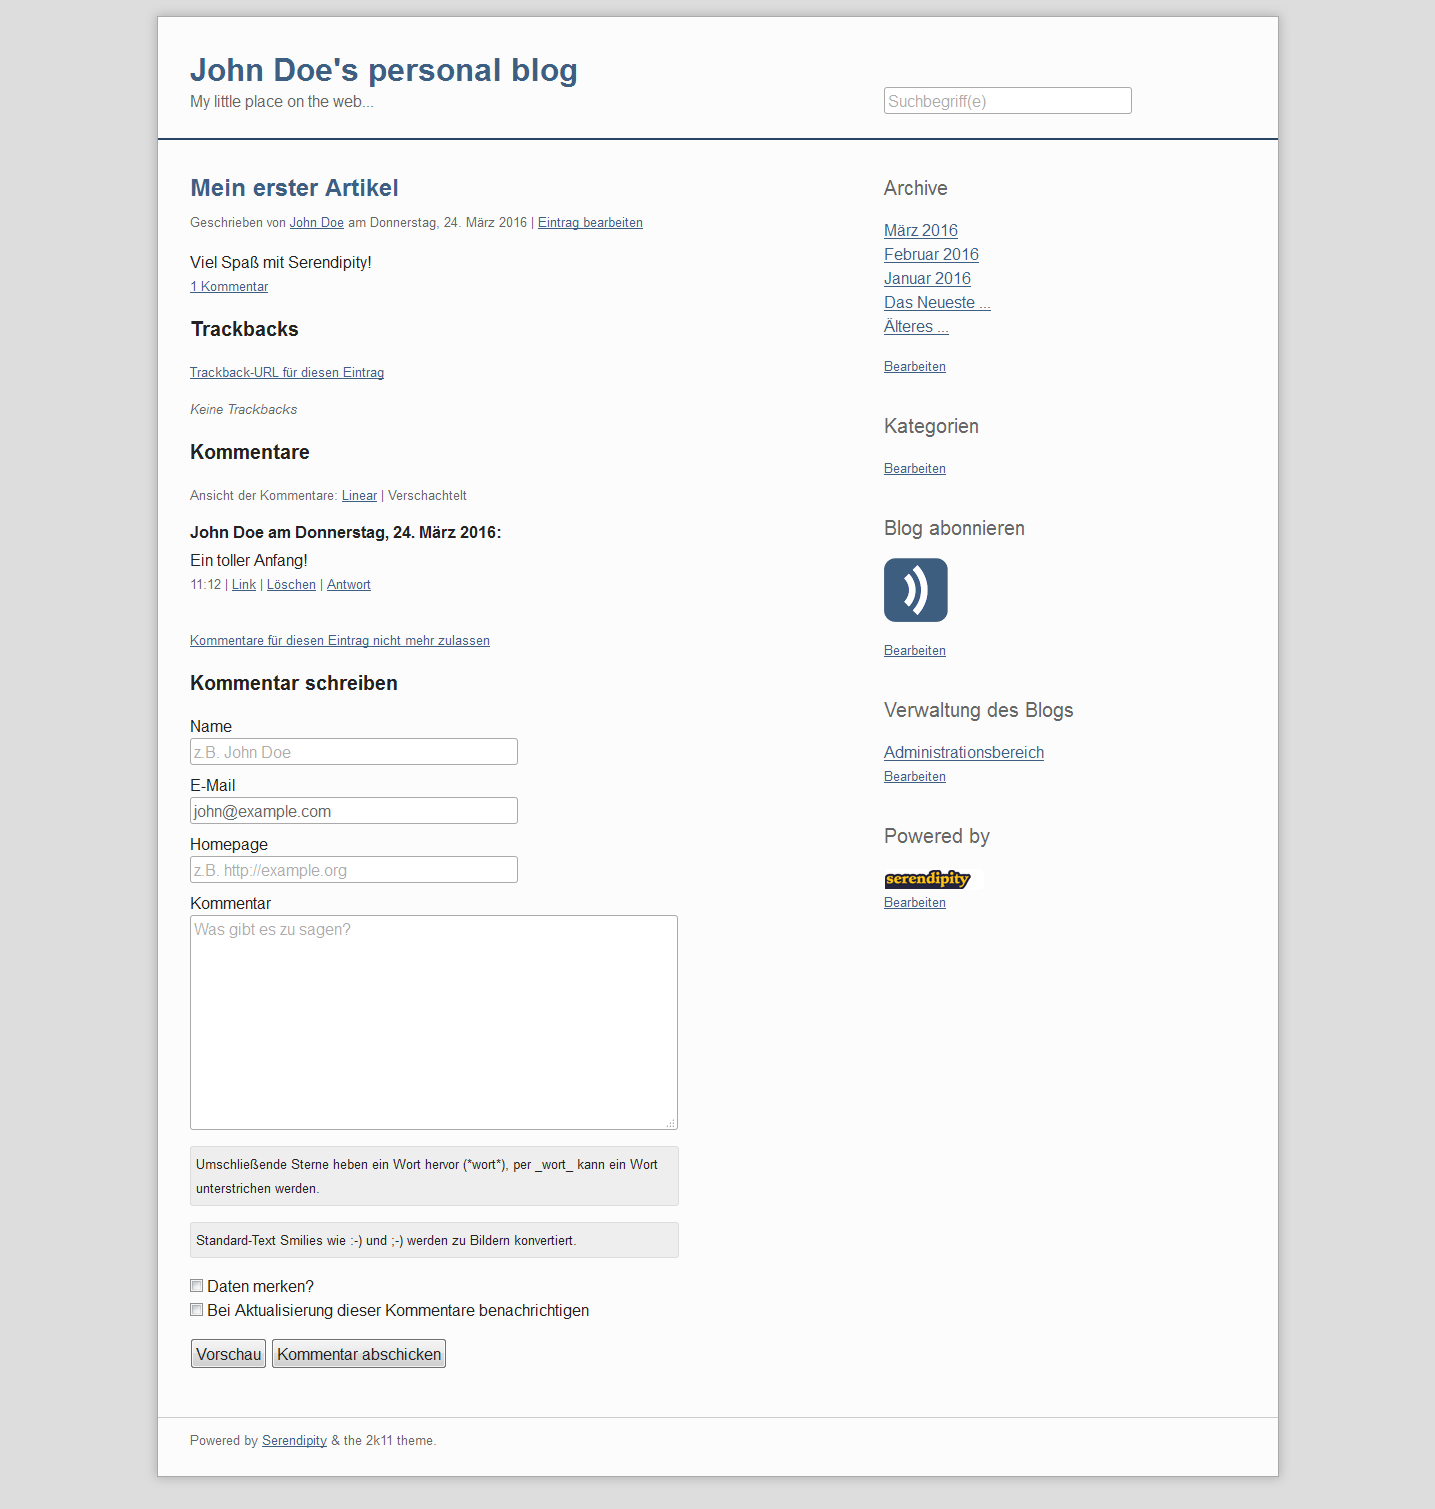 John Doe's personal blog
My little place on the web...
Suchbegriff(e)
Mein erster Artikel
Geschrieben von John Doe am Donnerstag, 24. März 2016 | Eintrag bearbeiten
Viel Spaß mit Serendipity!
1 Kommentar
Trackbacks
Trackback-URL für diesen Eintrag
Keine Trackbacks
Kommentare
Ansicht der Kommentare: Linear | Verschachtelt
John Doe am Donnerstag, 24. März 2016:
Ein toller Anfang!
11:12 | Link | Löschen | Antwort
Kommentare für diesen Eintrag nicht mehr zulassen
Kommentar schreiben
Name
z.B. John Doe
E-Mail
john@example.com
Homepage
z.B. http://example.org
Kommentar
Was gibt es zu sagen?
Umschließende Sterne heben ein Wort hervor (*wort*), per _wort_ kann ein Wort
unterstrichen werden.
Standard-Text Smilies wie :-) und ;-) werden zu Bildern konvertiert.
Daten merken?
Bei Aktualisierung dieser Kommentare benachrichtigen
Vorschau Kommentar abschicken
Archive
März 2016
Februar 2016
Januar 2016
Das Neueste ...
Älteres ...
Bearbeiten
Kategorien
Bearbeiten
Blog abonnieren
Bearbeiten
Verwaltung des Blogs
Administrationsbereich
Bearbeiten
Powered by
serendipity
Bearbeiten
Powered by Serendipity & the 2k11 theme.